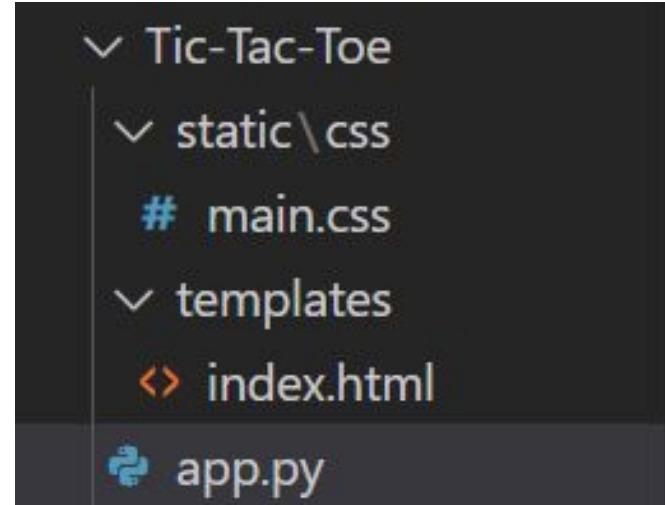 Tic-Tac-Toe
static\css
# main.css
templates
<> index.html
app.py